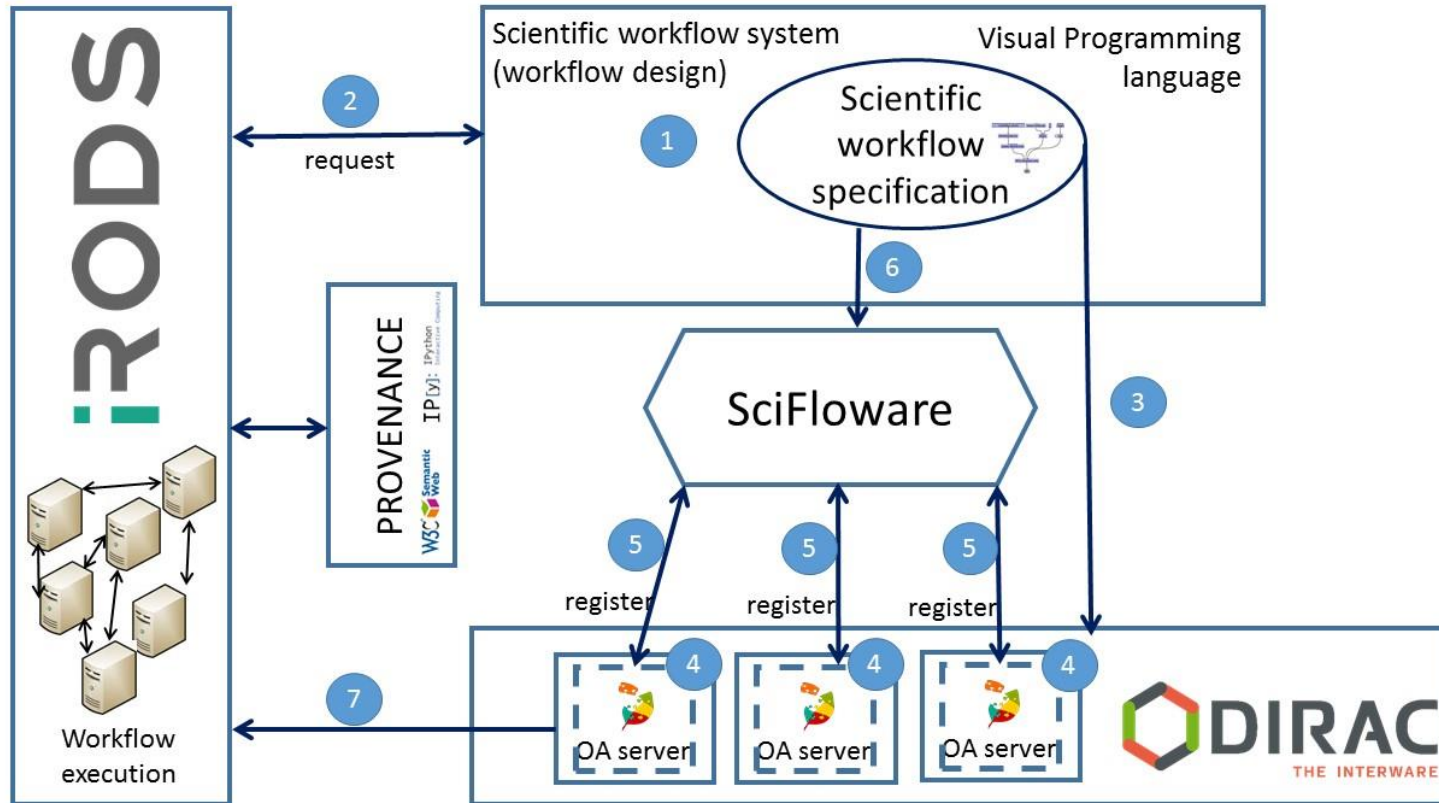 iRODS
Workflow
execution
2
request
Scientific workflow system
(workflow design)
Visual Programming
language
1
Scientific
workflow
specification
6
3
PROVENANCE
W3C Semantic
Web
IP[y]: IPython
Interactive Computing
SciFloware
5
register
5
register
5
register
4
OA server
4
OA server
4
OA server
7
DIRAC
THE INTERWARE